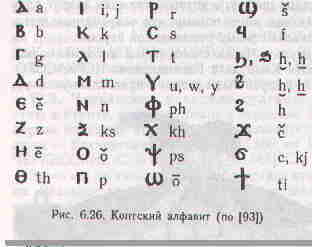 ⲁ a Ⲓ i, j Ⲣ r Ϣ š
Ⲃ b Ⲕ k Ⲥ s Ϥ f
Ⲅ g ⲗ l Ⲧ t Ϧ, Ⳉ ḫ, ẖ
Ⲇ d Ⲙ m Ⲩ u, w, y Ϩ ḫ, ẖ
Ⲉ ĕ Ⲛ n Ⲫ ph Ϩ h
Ⲍ z Ⲝ ks Ⲭ kh Ϫ č
Ⲏ ē Ⲟ ŏ Ⲯ ps Ϭ c, kj
Ⲑ th Ⲡ p Ⲱ ō Ϯ ti
Рис. 6.26. Коптский алфавит (по [93])